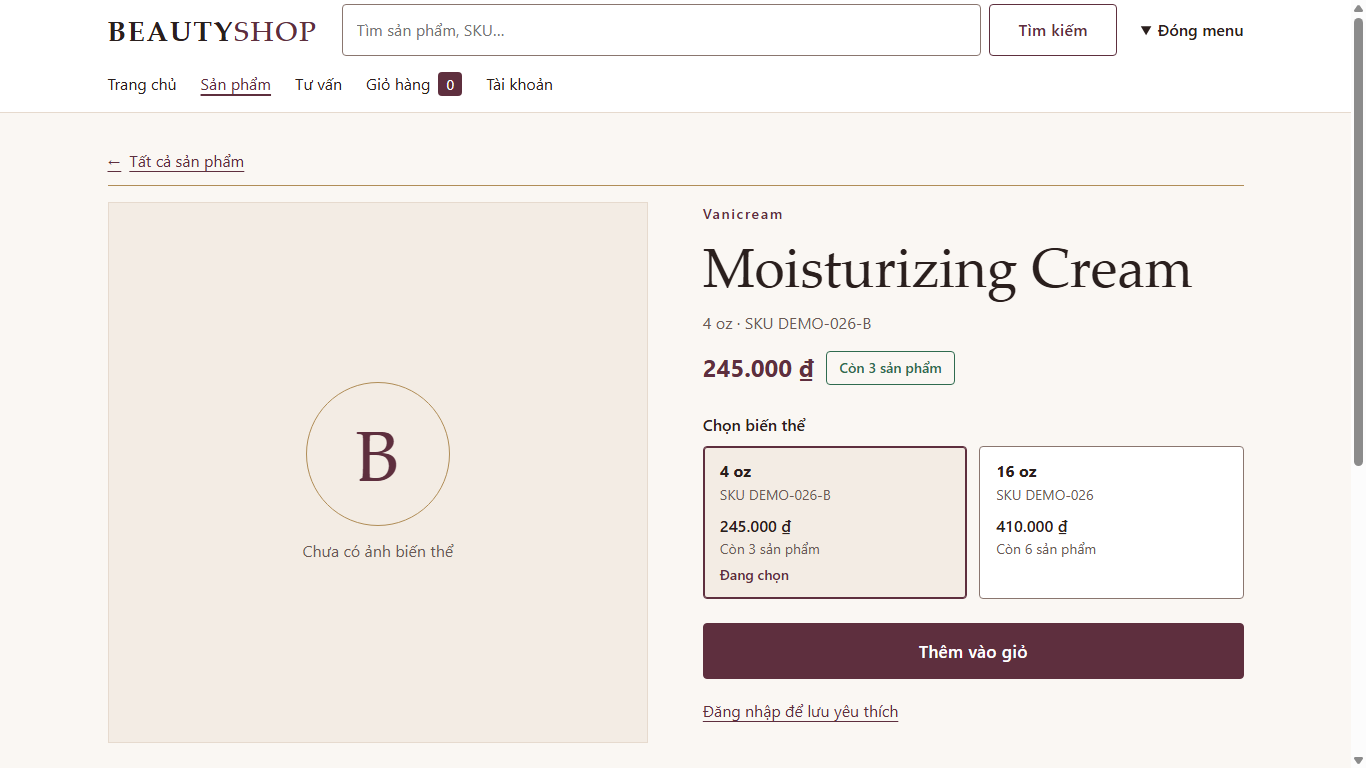 BEAUTYSHOP
Tìm sản phẩm, SKU...
Tìm kiếm
▼ Đóng menu
Trang chủ
Sản phẩm
Tư vấn
Giỏ hàng 0
Tài khoản
← Tất cả sản phẩm
B
Chưa có ảnh biến thể
Vanicream
Moisturizing Cream
4 oz · SKU DEMO-026-B
245.000 ₫
Còn 3 sản phẩm
Chọn biến thể
4 oz
SKU DEMO-026-B
245.000 ₫
Còn 3 sản phẩm
Đang chọn
16 oz
SKU DEMO-026
410.000 ₫
Còn 6 sản phẩm
Thêm vào giỏ
Đăng nhập để lưu yêu thích